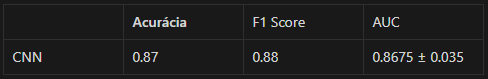 Acurácia F1 Score AUC
CNN 0.87 0.88 0.8675 ± 0.035